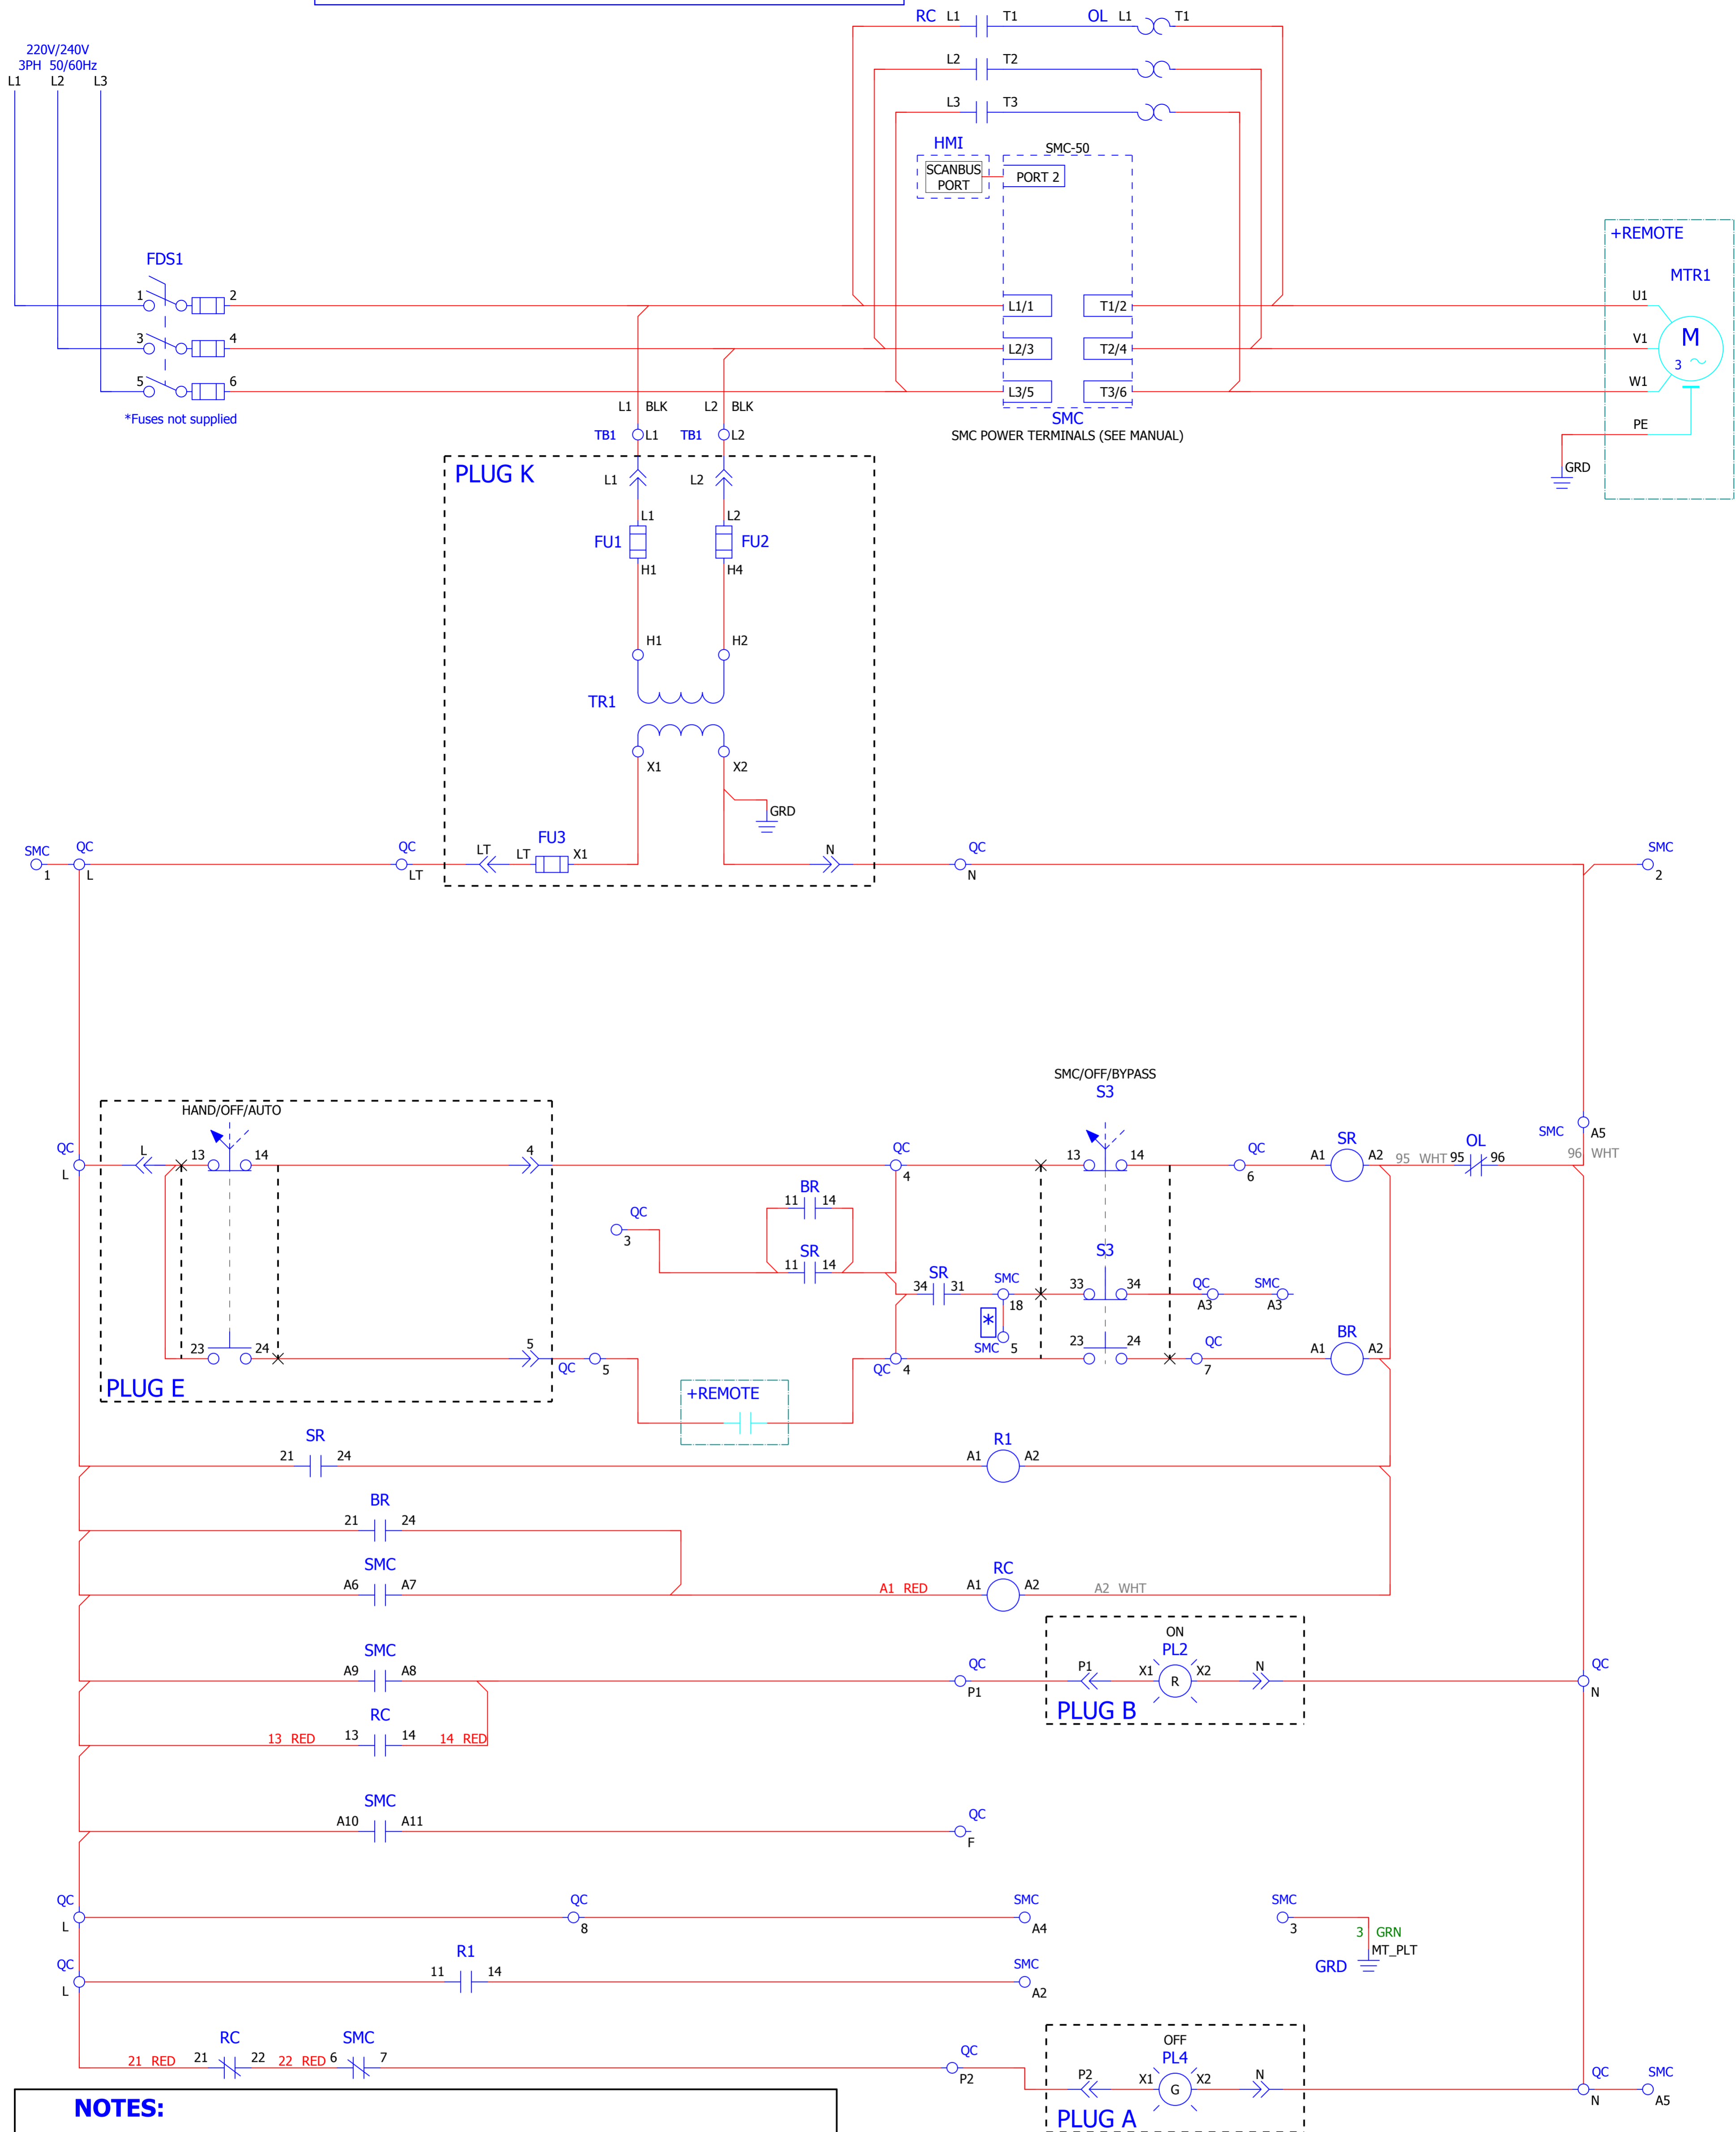 RC L1 T1 OL L1 T1
220V/240V
3PH 50/60Hz
L1 L2 L3
L2 T2
L3 T3
HMI SMC-50
SCANBUS
PORT
PORT 2
+REMOTE
FDS1
MTR1
1 2 L1/1 T1/2 U1
3 4 L2/3 T2/4 V1
M
3
5 6 L3/5 T3/6 W1
*Fuses not supplied
L1 BLK L2 BLK
SMC
SMC POWER TERMINALS (SEE MANUAL)
PE
TB1 L1 TB1 L2
GRD
PLUG K
L1 L2
L1 L2
FU1 FU2
H1 H4
H1 H2
TR1
X1 X2
GRD
SMC QC QC FU3 QC SMC
LT LT X1 N
1 L LT N 2
SMC/OFF/BYPASS
S3
HAND/OFF/AUTO
SMC A5
QC L 13 14 4 QC 13 14 QC SR OL
A1 A2 95 WHT 95 96 96 WHT
L 4 6
BR
11 14
QC
3
SR
11 14
S3
SR
34 31 SMC 33 34 QC SMC
18 A3 A3
*
SMC 5
23 24 5 23 24 QC BR
A1 A2
QC 5 QC 4 7
PLUG E
+REMOTE
SR
21 24
R1
A1 A2
BR
21 24
SMC
A6 A7
RC
A1 RED A1 A2 A2 WHT
ON
SMC
A9 A8
QC
P1
PL2
P1 X1 R X2 N
QC
N
PLUG B
RC
13 RED 13 14 14 RED
SMC
A10 A11
QC
F
QC QC SMC SMC
L 8 A4 3
3 GRN
MT_PLT
GRD
QC R1 SMC
11 14
L A2
OFF
RC SMC
21 RED 21 22 22 RED 6 7
QC
P2
PL4
P2 X1 G X2 N
QC SMC
N A5
PLUG A
NOTES: